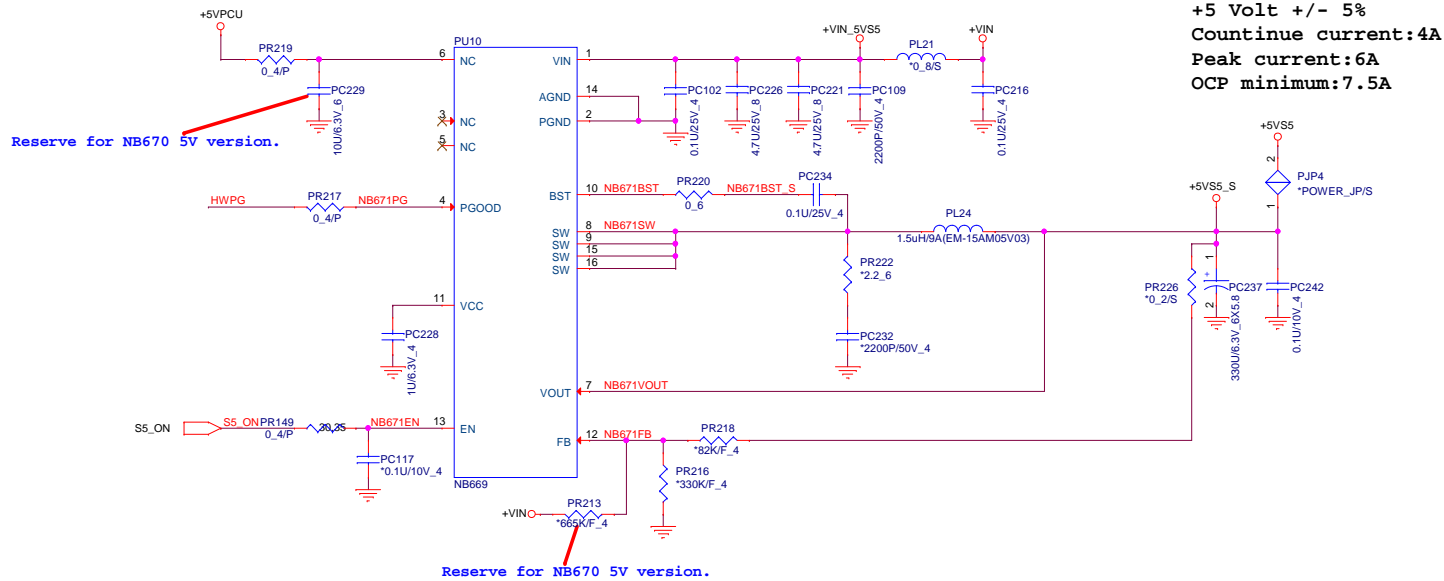 +5 Volt +/- 5%
Countinue current:4A
Peak current:6A
OCP minimum:7.5A
+5VPCU
PR219
0_4/P
PC229
10U/6.3V_6
Reserve for NB670 5V version.
PU10
6
NC
3
NC
5
NC
4
PGOOD
11
VCC
13
EN
NB669
VIN
1
AGND
14
PGND
2
BST
10
SW
8
SW
9
SW
15
SW
16
VOUT
7
FB
12
HWPG
PR217
0_4/P
NB671PG
PC228
1U/6.3V_4
S5_ON
S5_ON
PR149
0_4/P
30,35
NB671EN
PC117
*0.1U/10V_4
+VIN_5VS5
PL21
*0_8/S
+VIN
PC102
0.1U/25V_4
PC226
4.7U/25V_8
PC221
4.7U/25V_8
PC109
2200P/50V_4
PC216
0.1U/25V_4
NB671BST
PR220
0_6
NB671BST_S
PC234
0.1U/25V_4
NB671SW
PL24
1.5uH/9A(EM-15AM05V03)
PR222
*2.2_6
PC232
*2200P/50V_4
NB671VOUT
NB671FB
PR218
*82K/F_4
PR216
*330K/F_4
+VIN
PR213
*665K/F_4
Reserve for NB670 5V version.
+5VS5
2
PJP4
*POWER_JP/S
1
+5VS5_S
PR226
*0_2/S
1
+
2
PC237
330U/6.3V_6X5.8
PC242
0.1U/10V_4